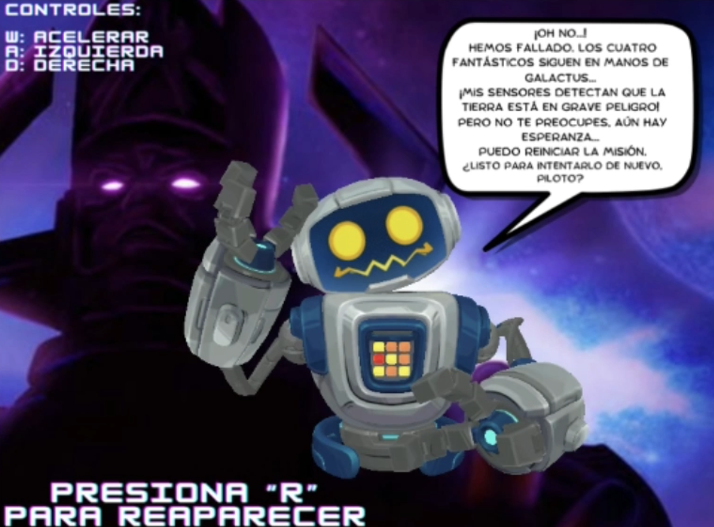 CONTROLES:
W: ACELERAR
A: IZQUIERDA
D: DERECHA
¡OH NO...!
HEMOS FALLADO. LOS CUATRO
FANTÁSTICOS SIGUEN EN MANOS DE
GALACTUS...
¡MIS SENSORES DETECTAN QUE LA
TIERRA ESTÁ EN GRAVE PELIGRO!
PERO NO TE PREOCUPES, AÚN HAY
ESPERANZA...
PUEDO REINICIAR LA MISIÓN.
¿LISTO PARA INTENTARLO DE NUEVO,
PILOTO?
PRESIONA "R"
PARA REAPARECER